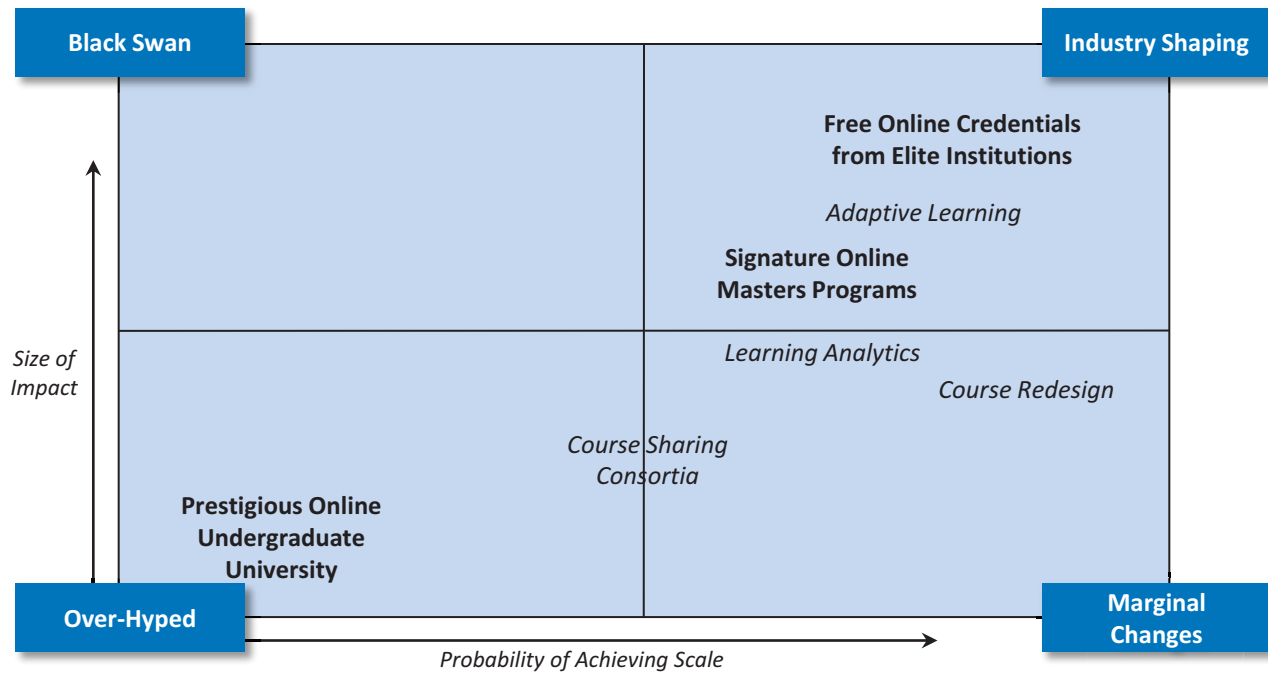 Black Swan
Industry Shaping
Free Online Credentials
from Elite Institutions
Adaptive Learning
Signature Online
Masters Programs
Size of
Impact
Learning Analytics
Course Redesign
Course Sharing
Consortia
Prestigious Online
Undergraduate
University
Over-Hyped
Marginal
Changes
Probability of Achieving Scale